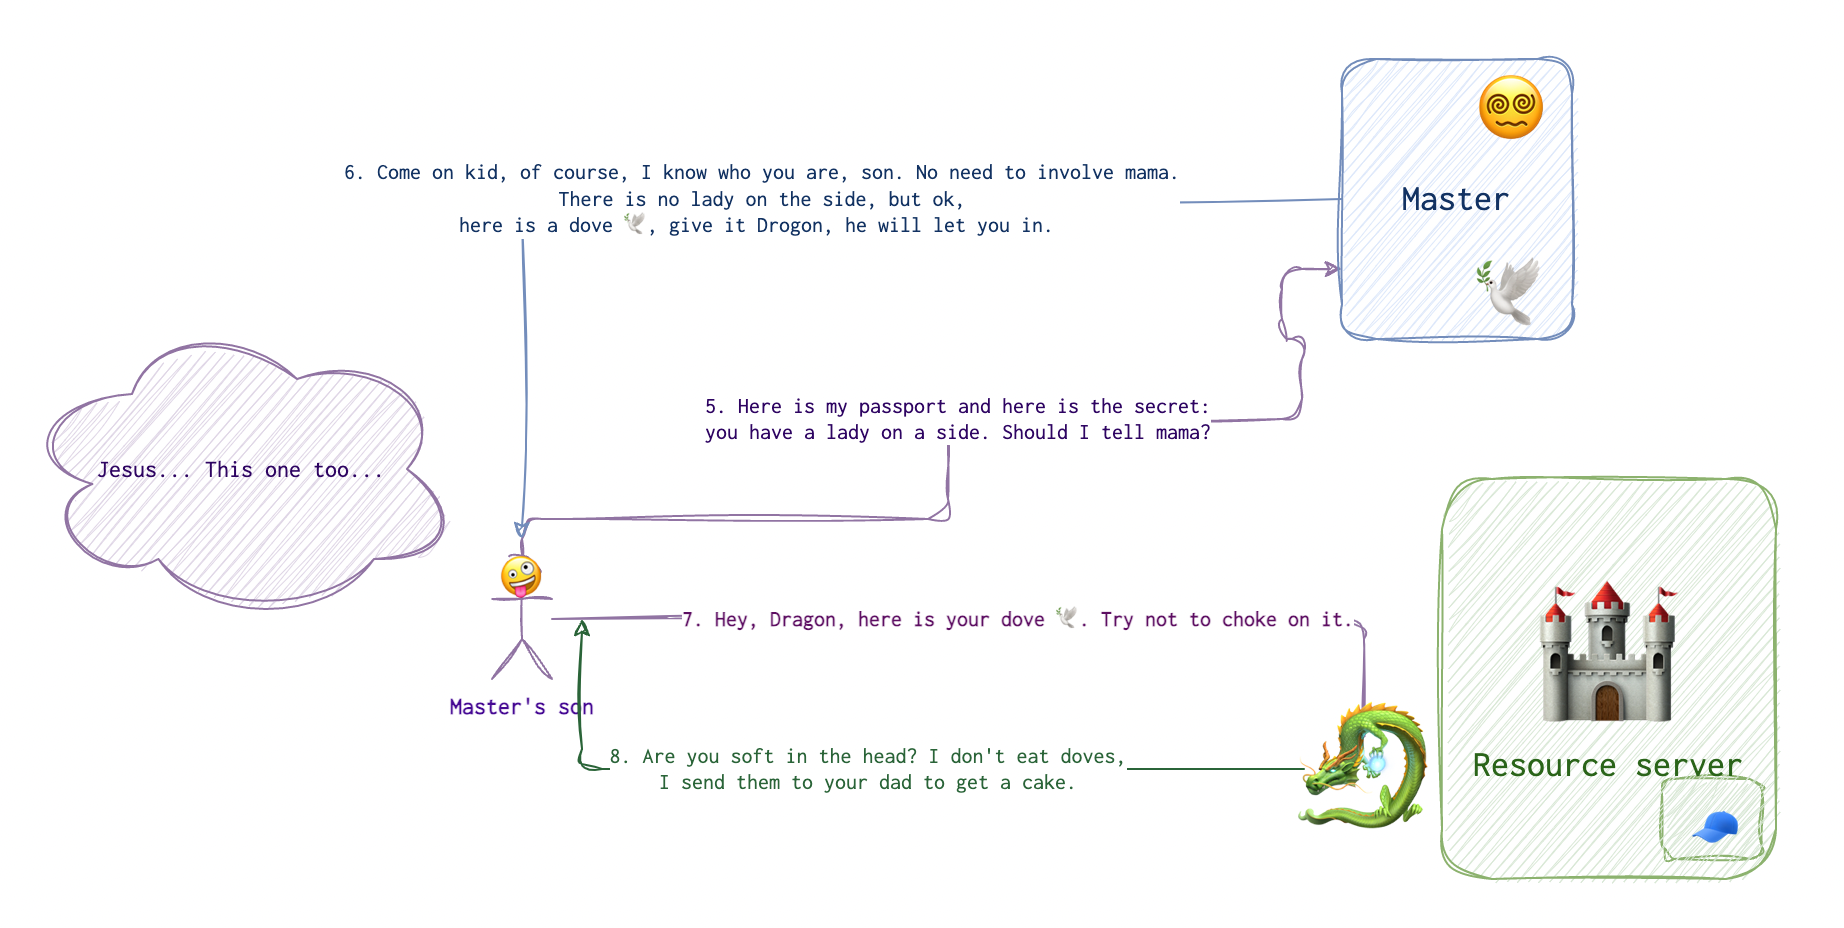 6. Come on kid, of course, I know who you are, son. No need to involve mama.
There is no lady on the side, but ok,
here is a dove 🕊️, give it Drogon, he will let you in.
Master
5. Here is my passport and here is the secret:
you have a lady on a side. Should I tell mama?
Jesus... This one too...
7. Hey, Dragon, here is your dove 🕊️. Try not to choke on it.
Master's son
8. Are you soft in the head? I don't eat doves,
I send them to your dad to get a cake.
Resource server